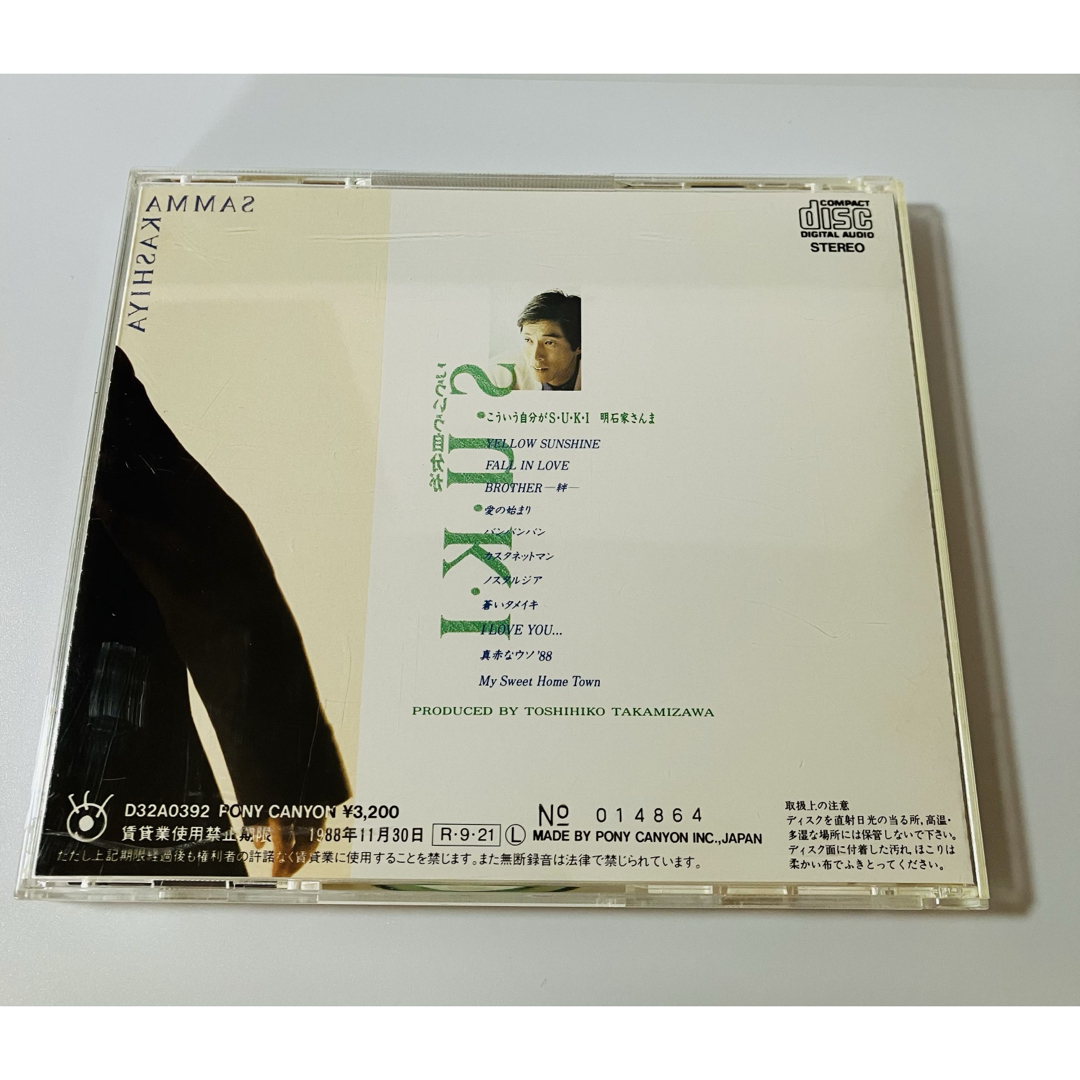 SAMMA
AKASHIYA
COMPACT
disc
DIGITAL AUDIO
STEREO
こういう自分が
S・U・K・I
こういう自分がS・U・K・I 明石家さんま
YELLOW SUNSHINE
FALL IN LOVE
BROTHER—絆—
愛の始まり
バンバンバン
カスタネットマン
ノスタルジア
蒼いタメイキ
I LOVE YOU...
真赤なウソ'88
My Sweet Home Town
PRODUCED BY TOSHIHIKO TAKAMIZAWA
D32A0392 PONY CANYON ¥3,200
賃貸業使用禁止期限 1988年11月30日 R・9・21 L
ただし上記期限経過後も権利者の許諾なく賃貸業に使用することを禁じます。また無断録音は法律で禁じられています。
No 014864
MADE BY PONY CANYON INC.,JAPAN
取扱上の注意
ディスクを直射日光の当る所、高温・
多湿な場所には保管しないで下さい。
ディスク面に付着した汚れ、ほこりは
柔かい布でふきとってください。